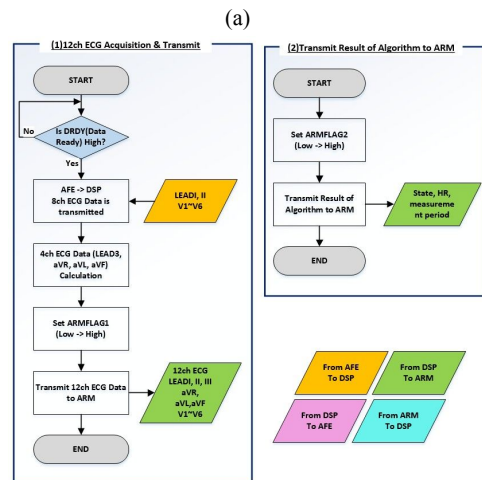 (a)
(1)12ch ECG Acquisition & Transmit
START
No
Is DRDY(Data
Ready) High?
Yes
AFE -> DSP
8ch ECG Data is
transmitted
LEADI, II
V1~V6
4ch ECG Data (LEAD3,
aVR, aVL, aVF)
Calculation
Set ARMFLAG1
(Low -> High)
Transmit 12ch ECG Data
to ARM
12ch ECG
LEADI, II, III
aVR,
aVL,aVF
V1~V6
END
(2)Transmit Result of Algorithm to ARM
START
Set ARMFLAG2
(Low -> High)
Transmit Result of
Algorithm to ARM
State, HR,
measureme
nt period
END
From AFE
To DSP
From DSP
To ARM
From DSP
To AFE
From ARM
To DSP